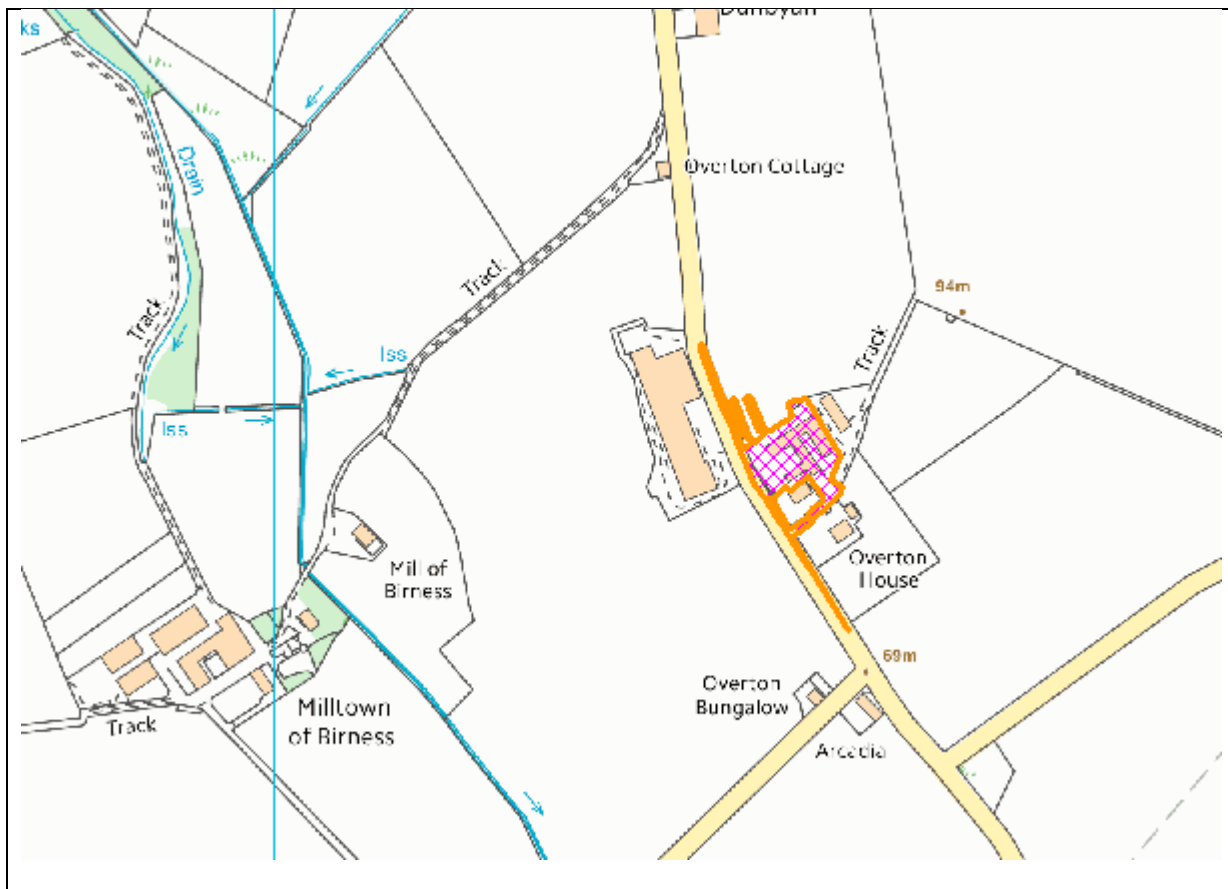 ks
Overton Cottage
Drain
Track
94m
Track
Track
Iss
Iss
Mill of
Birness
Overton
House
69m
Overton
Bungalow
Milltown
of Birness
Track
Arcadia